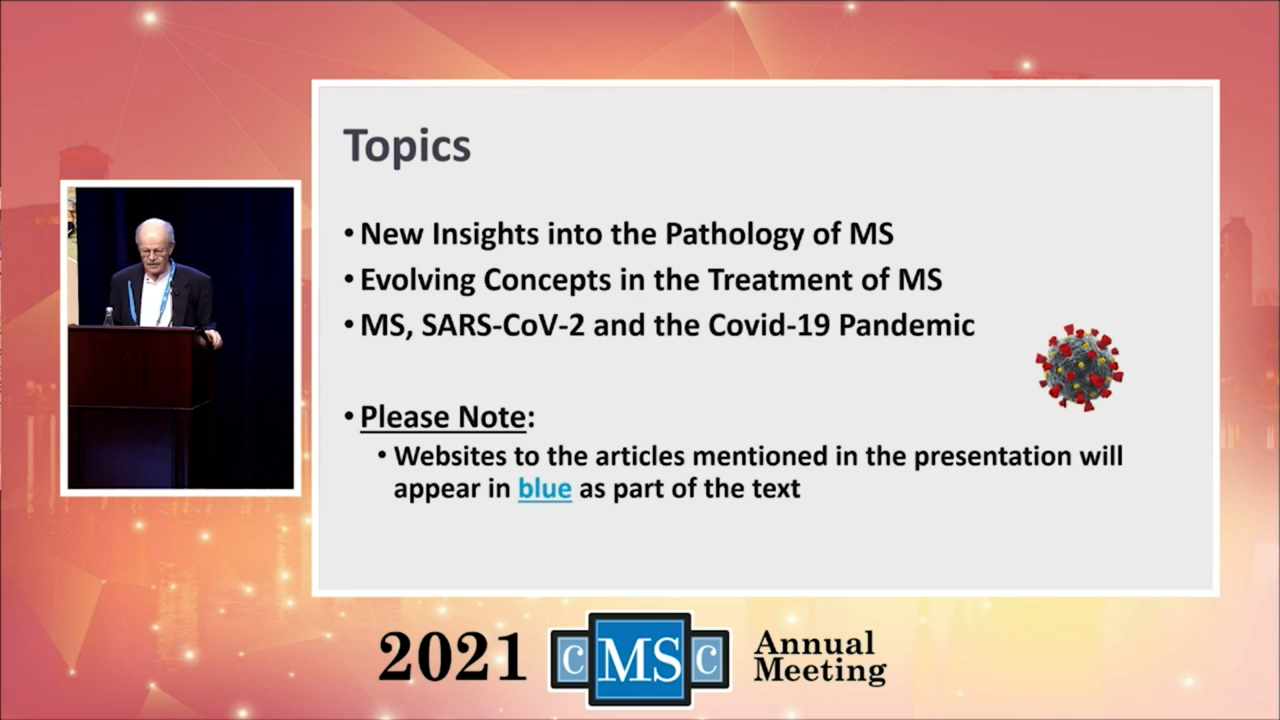 Topics
• New Insights into the Pathology of MS
• Evolving Concepts in the Treatment of MS
• MS, SARS-CoV-2 and the Covid-19 Pandemic
• Please Note:
• Websites to the articles mentioned in the presentation will
appear in blue as part of the text
2021 CMSC Annual
Meeting